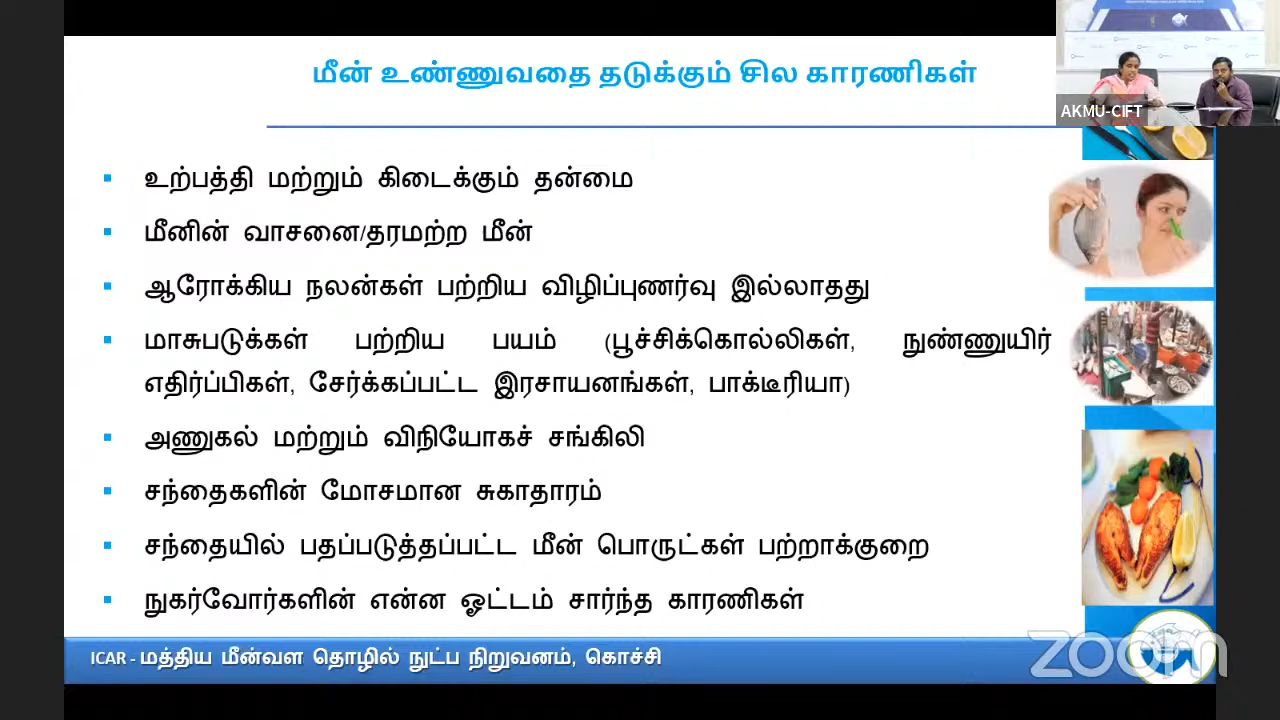 மீன் உண்ணுவதை தடுக்கும் சில காரணிகள்
AKMU-CIFT
உற்பத்தி மற்றும் கிடைக்கும் தன்மை
மீனின் வாசனை/தரமற்ற மீன்
ஆரோக்கிய நலன்கள் பற்றிய விழிப்புணர்வு இல்லாதது
மாசுபடுக்கள் பற்றிய பயம் (பூச்சிக்கொல்லிகள், நுண்ணுயிர்
எதிர்ப்பிகள், சேர்க்கப்பட்ட இரசாயனங்கள், பாக்டீரியா)
அணுகல் மற்றும் விநியோகச் சங்கிலி
சந்தைகளின் மோசமான சுகாதாரம்
சந்தையில் பதப்படுத்தப்பட்ட மீன் பொருட்கள் பற்றாக்குறை
நுகர்வோர்களின் என்ன ஓட்டம் சார்ந்த காரணிகள்
ICAR - மத்திய மீன்வள தொழில் நுட்ப நிறுவனம், கொச்சி
zoom